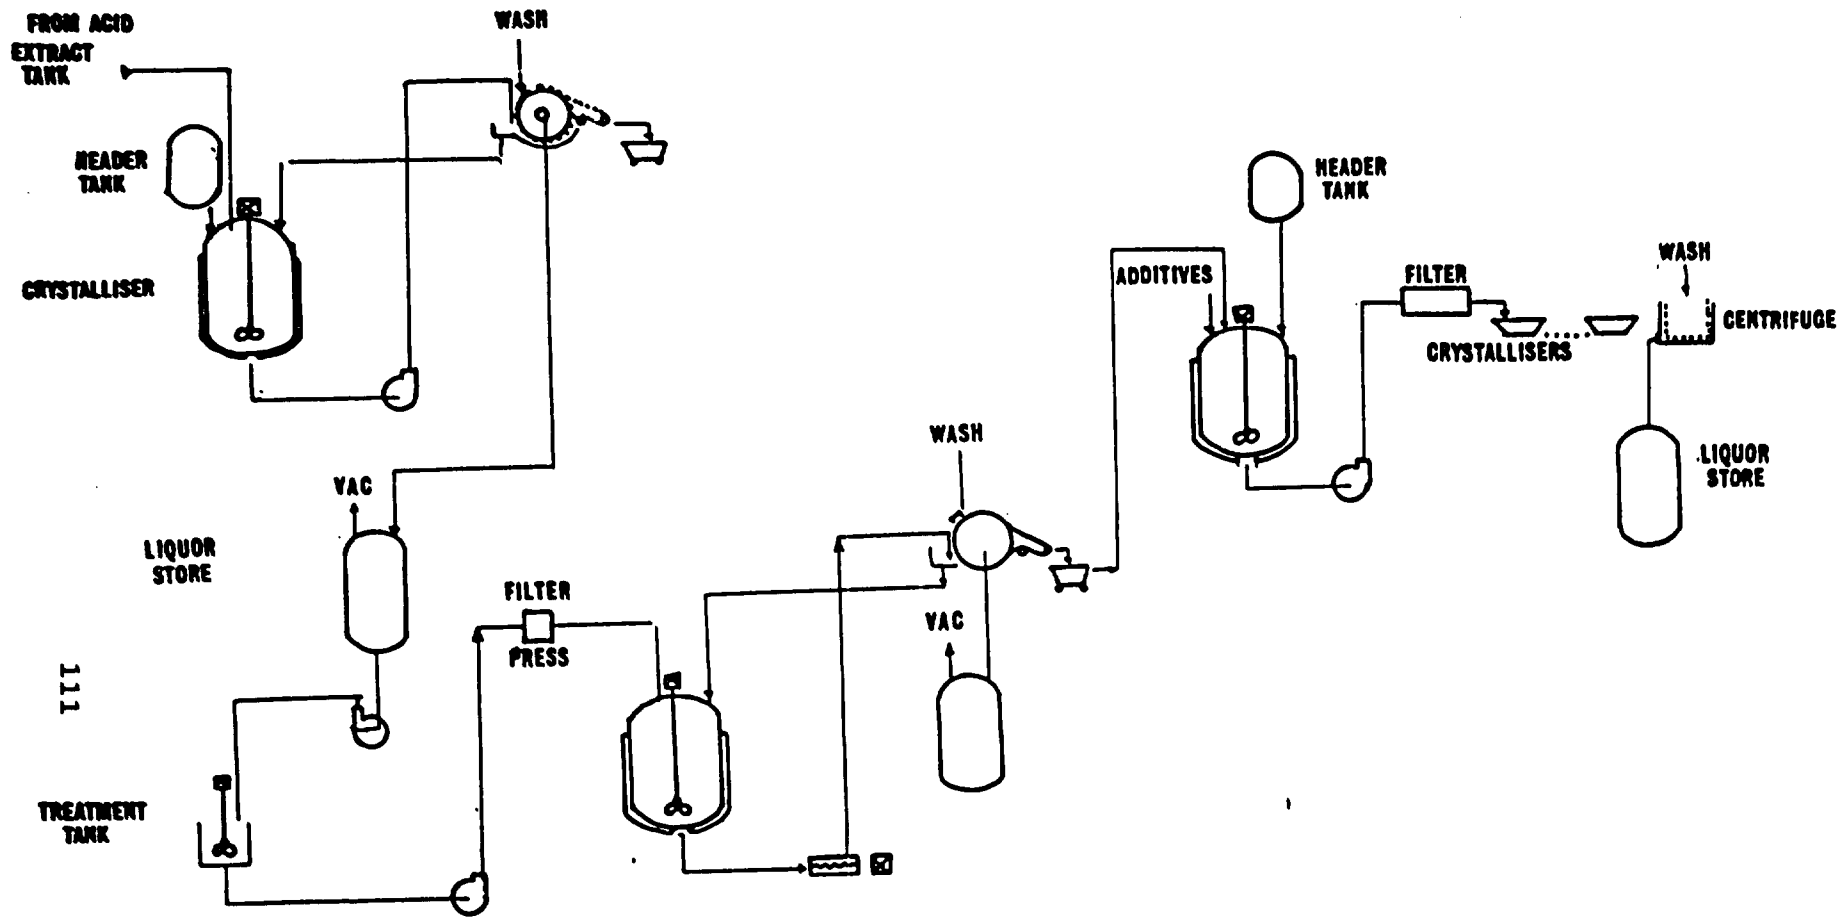 FROM ACID
EXTRACT
TANK
WASH
HEADER
TANK
CRYSTALLISER
HEADER
TANK
ADDITIVES
FILTER
WASH
CENTRIFUGE
CRYSTALLISERS
LIQUOR
STORE
WASH
VAC
LIQUOR
STORE
FILTER
PRESS
VAC
TREATMENT
TANK
111